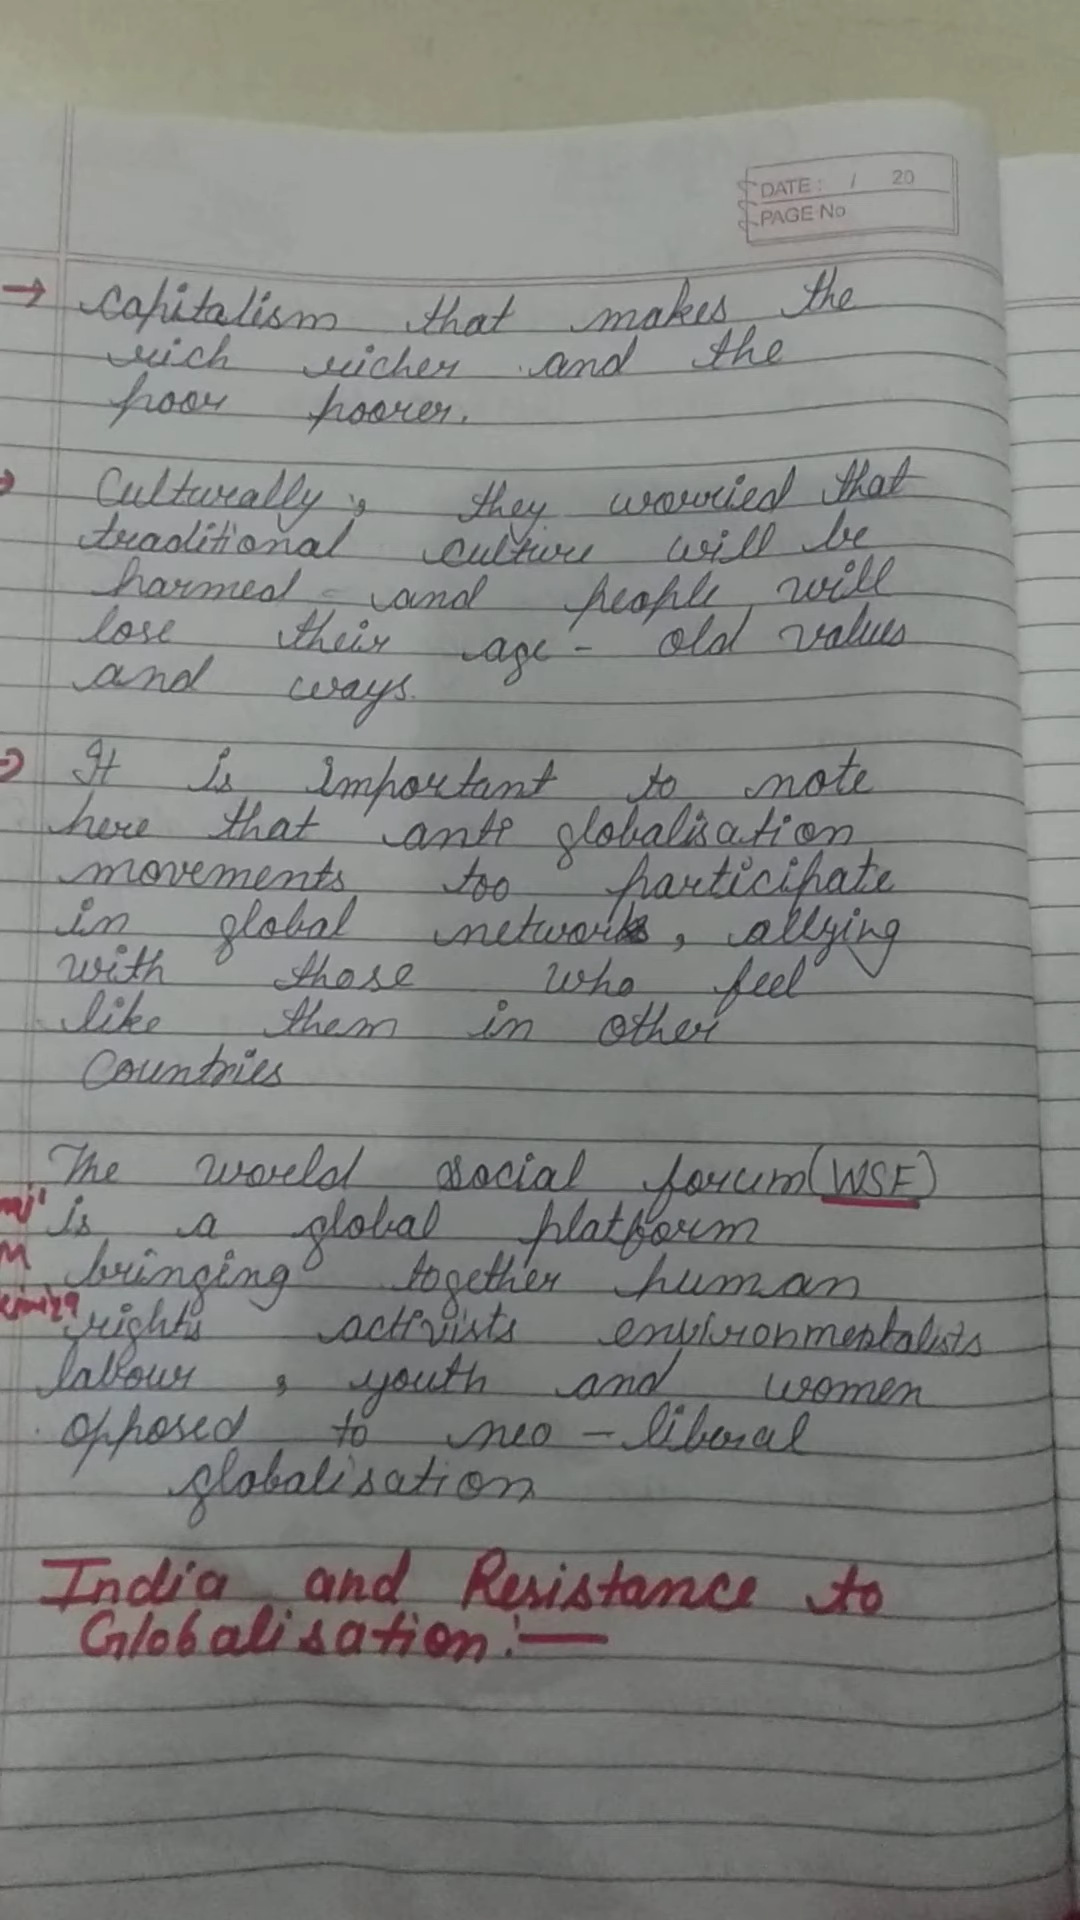 DATE: / 20
PAGE No
→ capitalism that makes the
rich richer and the
poor poorer.
Culturally, they worried that
traditional culture will be
harmed and people will
lose their age - old values
and ways.
It is important to note
here that anti globalisation
movements too participate
in global networks, allying
with those who feel
like them in other
Countries
The world social forum (WSF)
is a global platform
bringing together human
rights activists environmentalists
labour, youth and women
opposed to neo - liberal
globalisation
India and Resistance to
Globalisation:—